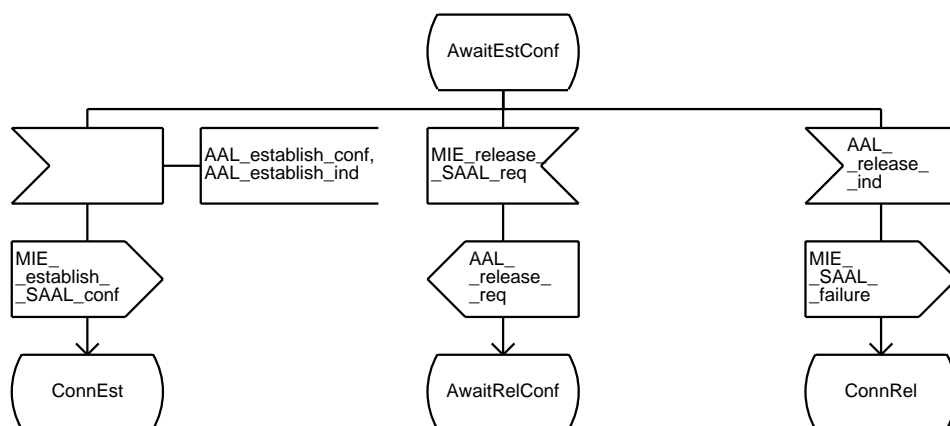 AwaitEstConf
AAL_establish_conf,
AAL_establish_ind
MIE_release_
_SAAL_req
AAL_
_release_
_ind
MIE_
_establish_
_SAAL_conf
AAL_
_release_
_req
MIE_
_SAAL_
_failure
ConnEst
AwaitRelConf
ConnRel